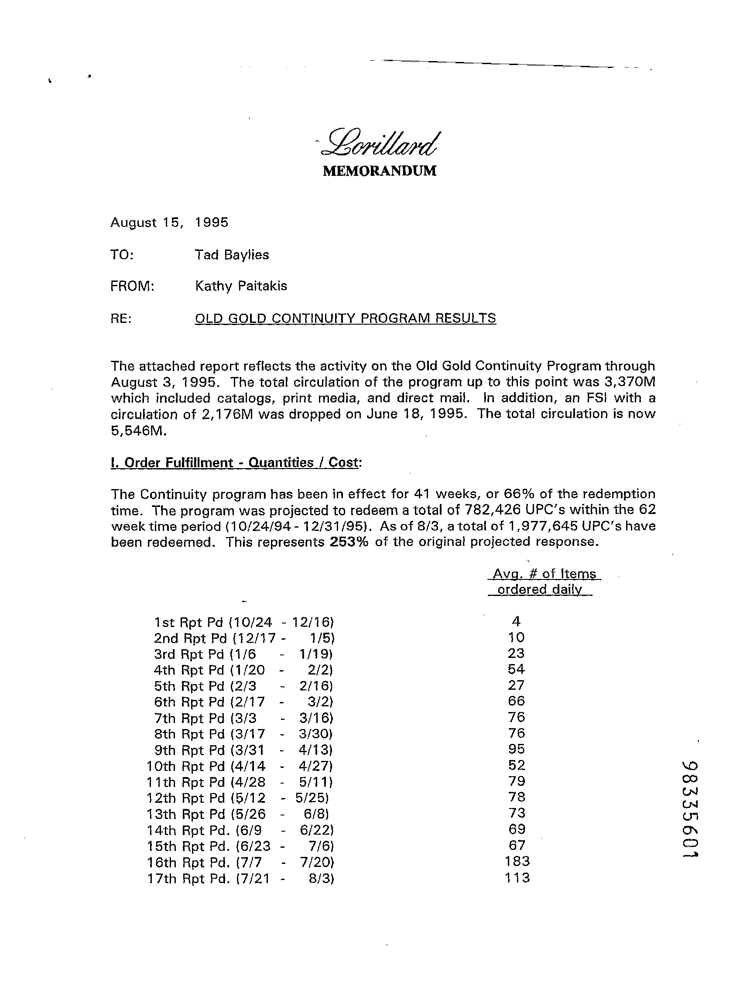 Lorillard
MEMORANDUM
August 15, 1995
TO: Tad Baylies
FROM: Kathy Paitakis
RE: OLD GOLD CONTINUITY PROGRAM RESULTS
The attached report reflects the activity on the Old Gold Continuity Program through
August 3, 1995. The total circulation of the program up to this point was 3,370M
which included catalogs, print media, and direct mail. In addition, an FSI with a
circulation of 2,176M was dropped on June 18, 1995. The total circulation is now
5,546M.
I. Order Fulfillment - Quantities / Cost:
The Continuity program has been in effect for 41 weeks, or 66% of the redemption
time. The program was projected to redeem a total of 782,426 UPC's within the 62
week time period (10/24/94 - 12/31/95). As of 8/3, a total of 1,977,645 UPC's have
been redeemed. This represents 253% of the original projected response.
Avg. # of Items
ordered daily
1st Rpt Pd (10/24 - 12/16) 4
2nd Rpt Pd (12/17 - 1/5) 10
3rd Rpt Pd (1/6 - 1/19) 23
4th Rpt Pd (1/20 - 2/2) 54
5th Rpt Pd (2/3 - 2/16) 27
6th Rpt Pd (2/17 - 3/2) 66
7th Rpt Pd (3/3 - 3/16) 76
8th Rpt Pd (3/17 - 3/30) 76
9th Rpt Pd (3/31 - 4/13) 95
10th Rpt Pd (4/14 - 4/27) 52
11th Rpt Pd (4/28 - 5/11) 79
12th Rpt Pd (5/12 - 5/25) 78
13th Rpt Pd (5/26 - 6/8) 73
14th Rpt Pd. (6/9 - 6/22) 69
15th Rpt Pd. (6/23 - 7/6) 67
16th Rpt Pd. (7/7 - 7/20) 183
17th Rpt Pd. (7/21 - 8/3) 113
98335601